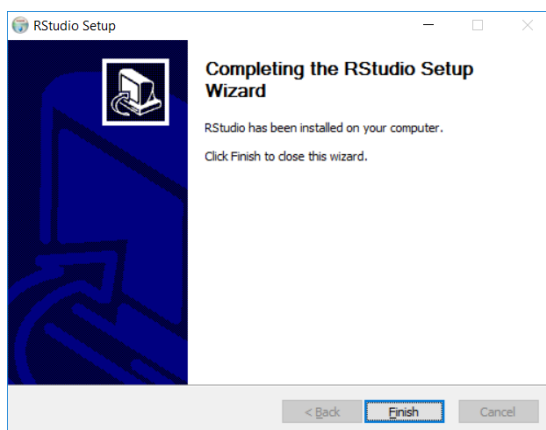 RStudio Setup
Completing the RStudio Setup
Wizard
RStudio has been installed on your computer.
Click Finish to close this wizard.
< Back
Finish
Cancel